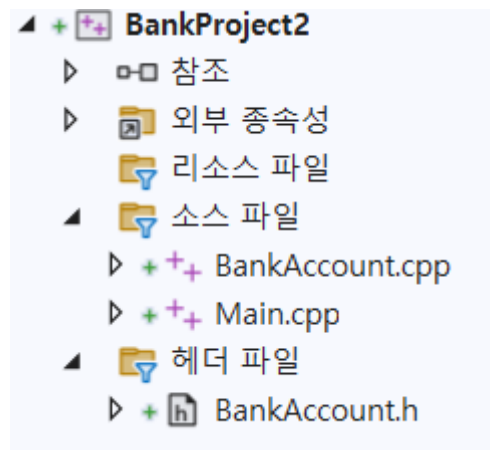 BankProject2
참조
외부 종속성
리소스 파일
소스 파일
BankAccount.cpp
Main.cpp
헤더 파일
BankAccount.h